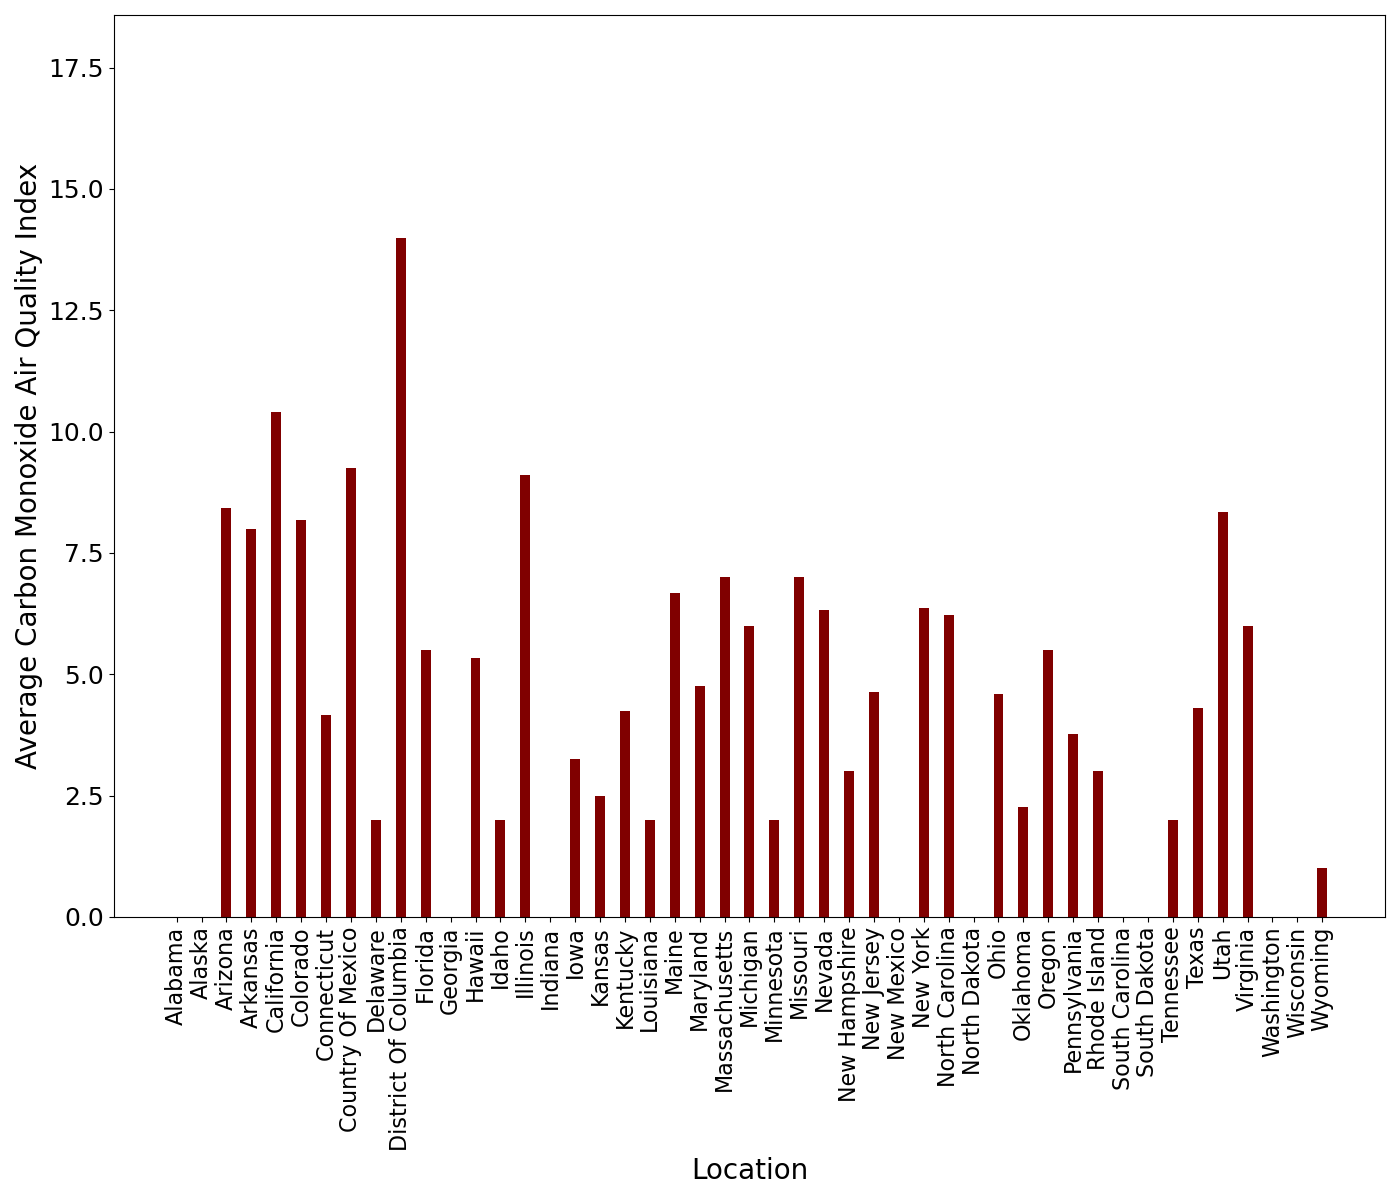 Average Carbon Monoxide Air Quality Index
17.5
15.0
12.5
10.0
7.5
5.0
2.5
0.0
Alabama
Alaska
Arizona
Arkansas
California
Colorado
Connecticut
Country Of Mexico
Delaware
District Of Columbia
Florida
Georgia
Hawaii
Idaho
Illinois
Indiana
Iowa
Kansas
Kentucky
Louisiana
Maine
Maryland
Massachusetts
Michigan
Minnesota
Missouri
Nevada
New Hampshire
New Jersey
New Mexico
New York
North Carolina
North Dakota
Ohio
Oklahoma
Oregon
Pennsylvania
Rhode Island
South Carolina
South Dakota
Tennessee
Texas
Utah
Virginia
Washington
Wisconsin
Wyoming
Location